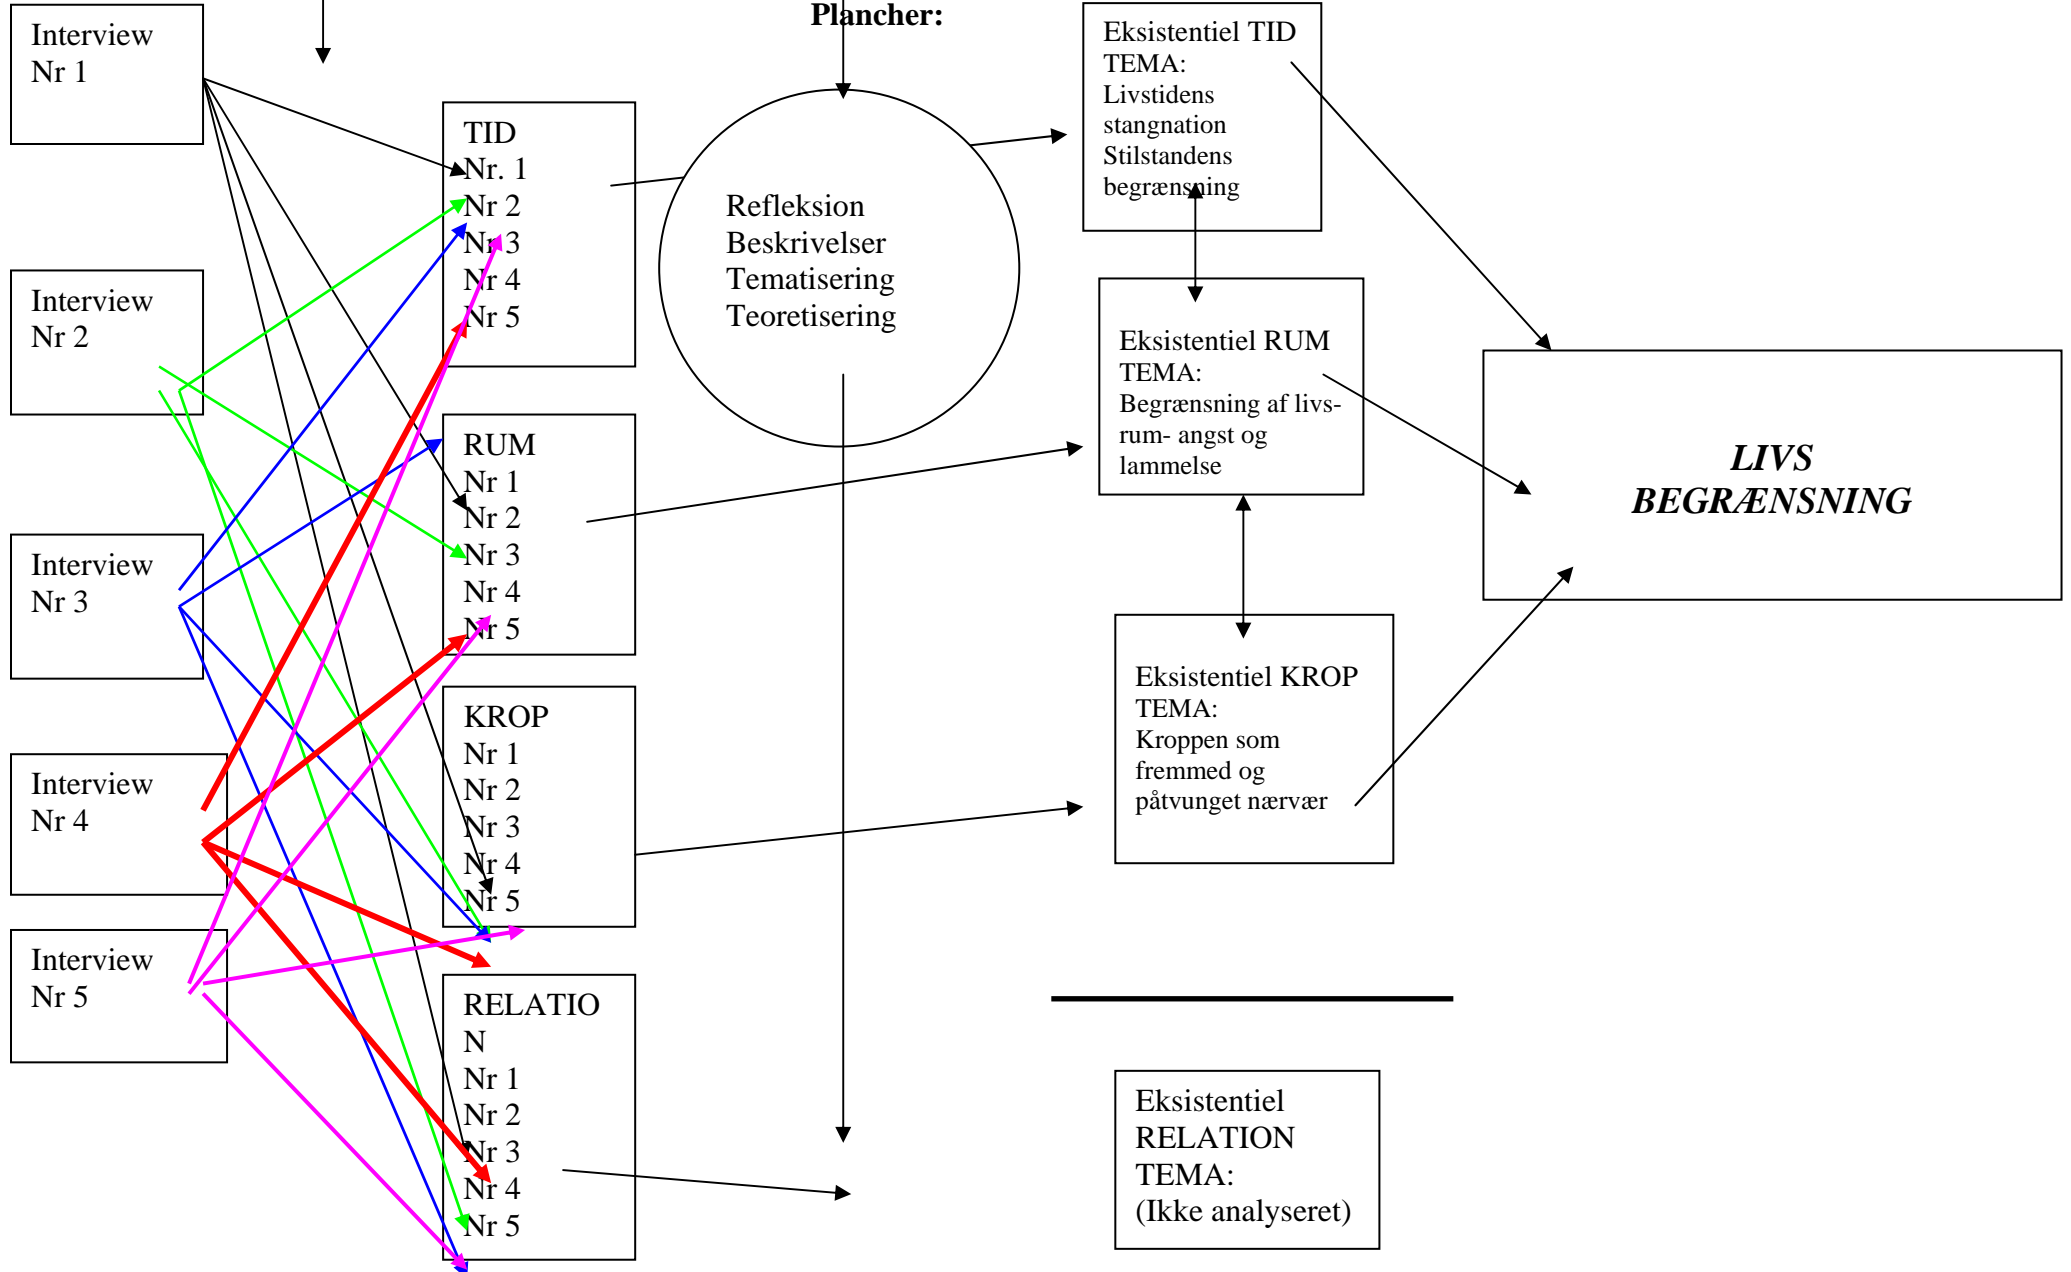 Plancher:
Interview
Nr 1
Interview
Nr 2
Interview
Nr 3
Interview
Nr 4
Interview
Nr 5
TID
Nr. 1
Nr 2
Nr 3
Nr 4
Nr 5
RUM
Nr 1
Nr 2
Nr 3
Nr 4
Nr 5
KROP
Nr 1
Nr 2
Nr 3
Nr 4
Nr 5
RELATIO
N
Nr 1
Nr 2
Nr 3
Nr 4
Nr 5
Refleksion
Beskrivelser
Tematisering
Teoretisering
Eksistentiel TID
TEMA:
Livstidens
stangnation
Stilstandens
begrænsning
Eksistentiel RUM
TEMA:
Begrænsning af livs-
rum- angst og
lammelse
Eksistentiel KROP
TEMA:
Kroppen som
fremmed og
påtvunget nærvær
Eksistentiel
RELATION
TEMA:
(Ikke analyseret)
LIVS
BEGRÆNSNING